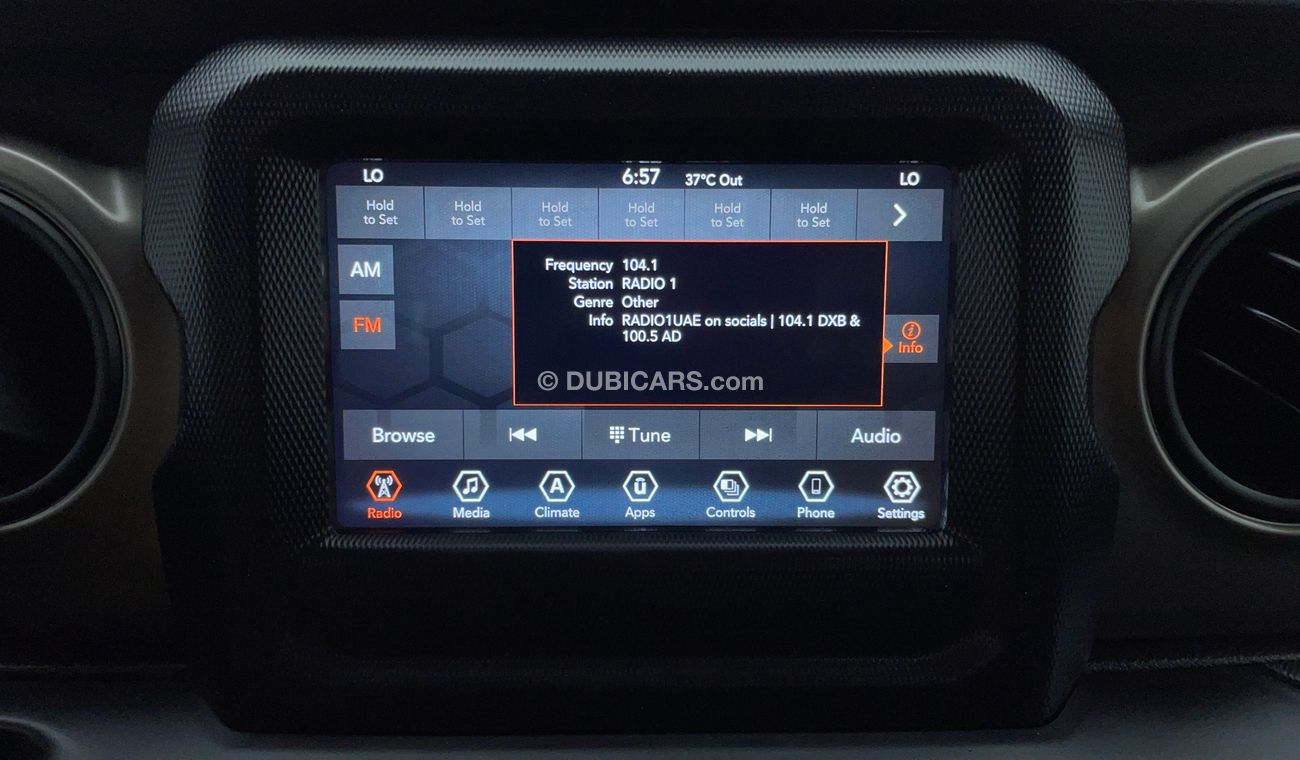 LO 6:57 37°C Out LO
Hold to Set Hold to Set Hold to Set Hold to Set Hold to Set Hold to Set
AM
FM
Frequency 104.1
Station RADIO 1
Genre Other
Info RADIO1UAE on socials | 104.1 DXB &
100.5 AD
Info
© DUBICARS.com
Browse Tune Audio
A ū
Radio Media Climate Apps Controls Phone Settings